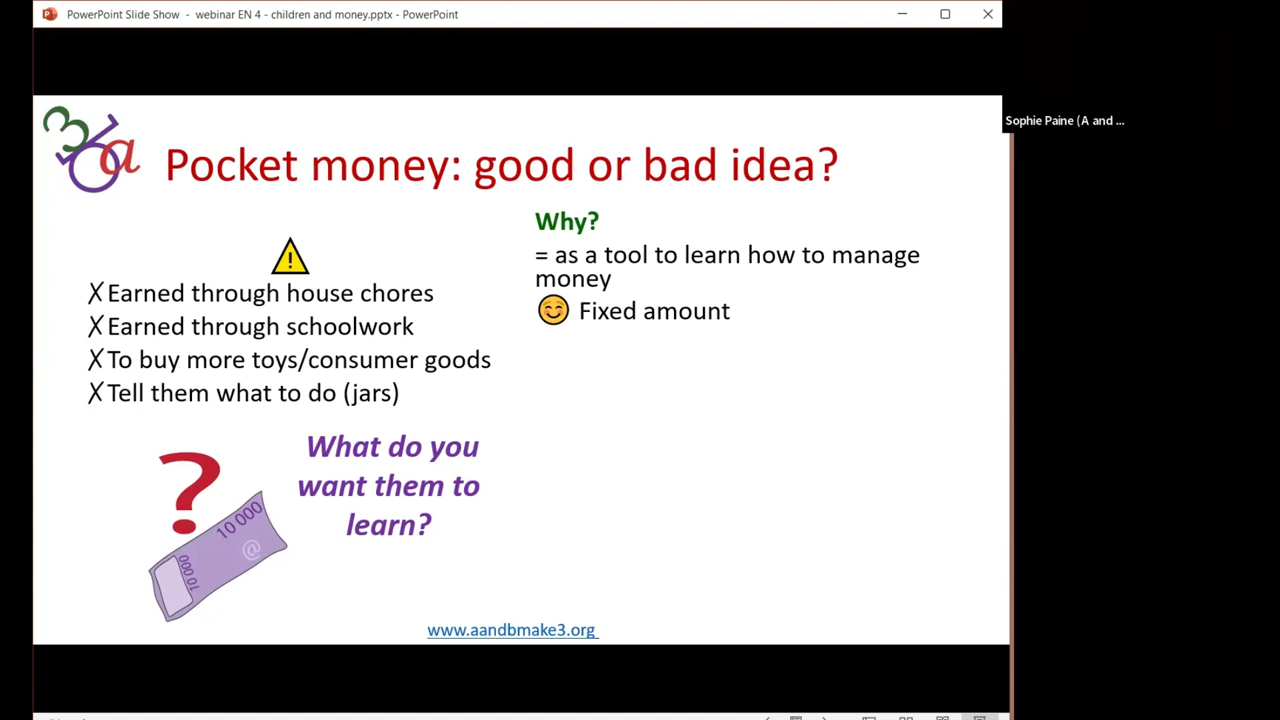 PowerPoint Slide Show - webinar EN 4 - children and money.pptx - PowerPoint
Sophie Paine (A and ...
31a
Pocket money: good or bad idea?
!
X Earned through house chores
X Earned through schoolwork
X To buy more toys/consumer goods
X Tell them what to do (jars)
Why?
= as a tool to learn how to manage
money
Fixed amount
What do you
want them to
learn?
?
10 000
@
10 000
www.aandbmake3.org